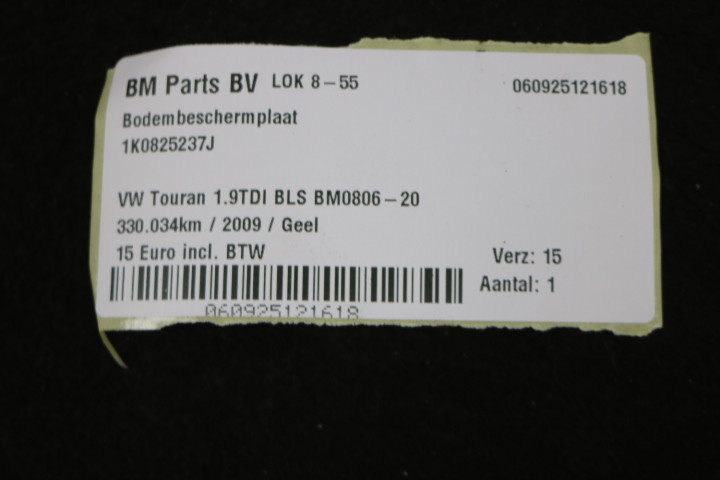 BM Parts BV LOK 8-55 060925121618
Bodembeschermplaat
1K0825237J
VW Touran 1.9TDI BLS BM0806-20
330.034km / 2009 / Geel
15 Euro incl. BTW Verz: 15
Aantal: 1
060925121618